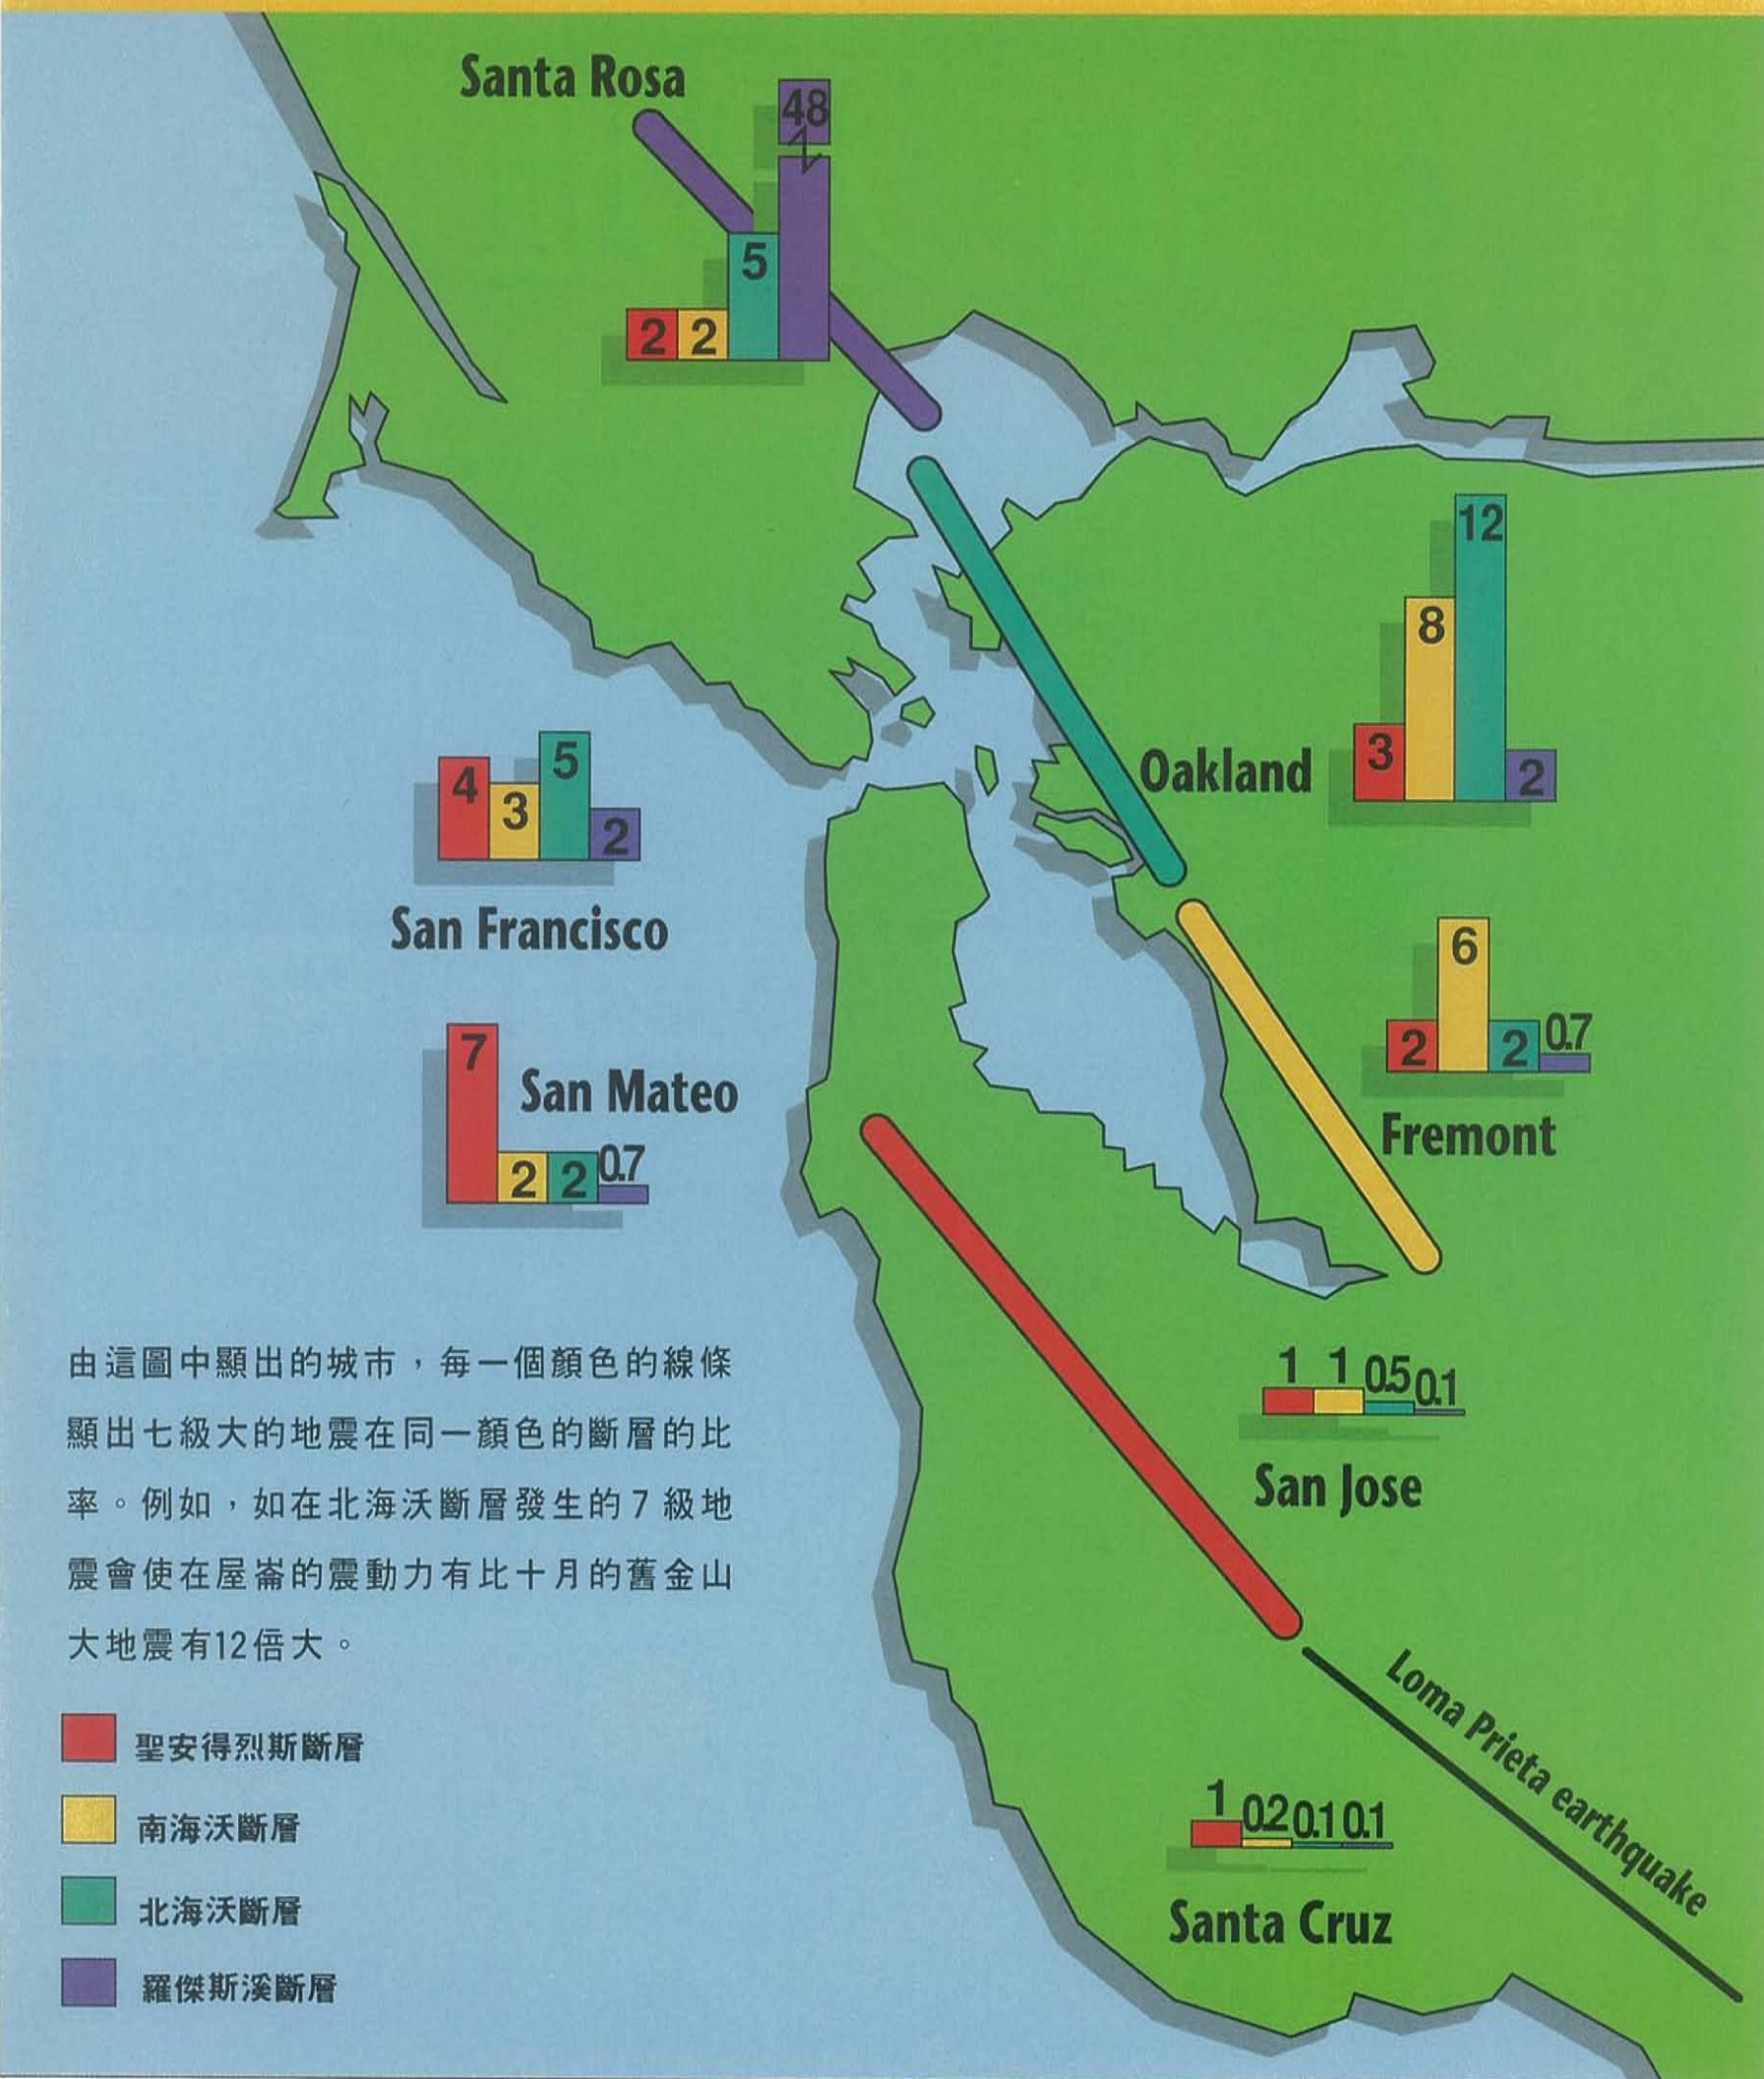 Santa Rosa
48
5
2 2
12
8
3
2
Oakland
4 3 5 2
San Francisco
6
2 2 0.7
Fremont
7
San Mateo
2 2 0.7
由這圖中顯出的城市，每一個顏色的線條
顯出七級大的地震在同一顏色的斷層的比
率。例如，如在北海沃斷層發生的7級地
震會使在屋崙的震動力有比十月的舊金山
大地震有12倍大。
1 1 0.5 0.1
San Jose
Loma Prieta earthquake
1 0.2 0.1 0.1
Santa Cruz
聖安得烈斯斷層
南海沃斷層
北海沃斷層
羅傑斯溪斷層